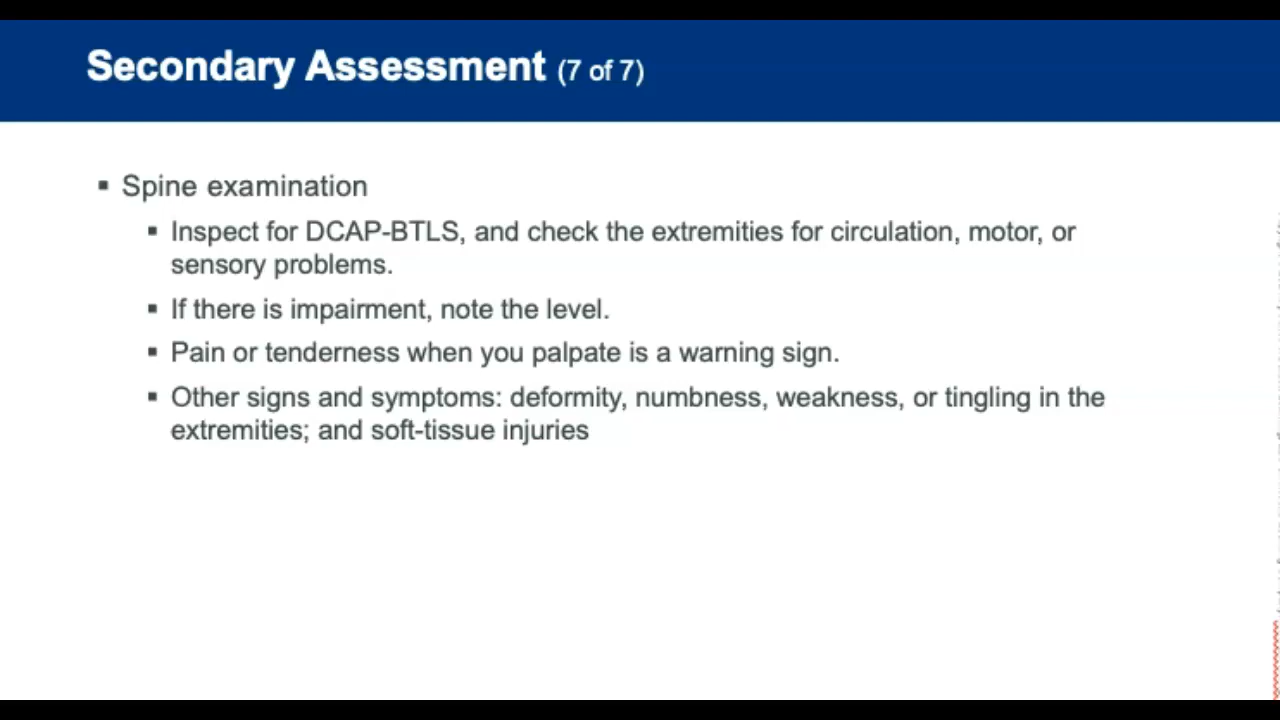 Secondary Assessment (7 of 7)
▪ Spine examination
▪ Inspect for DCAP-BTLS, and check the extremities for circulation, motor, or
sensory problems.
▪ If there is impairment, note the level.
▪ Pain or tenderness when you palpate is a warning sign.
▪ Other signs and symptoms: deformity, numbness, weakness, or tingling in the
extremities; and soft-tissue injuries